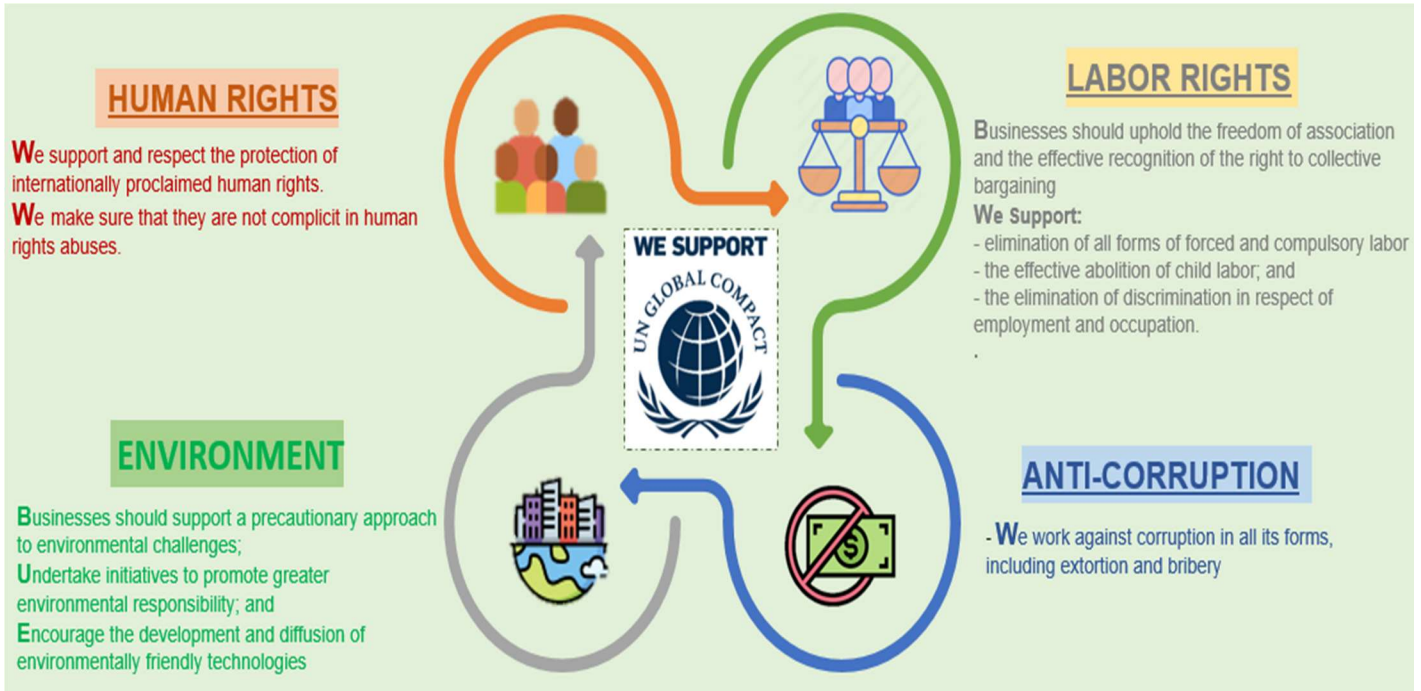 HUMAN RIGHTS
We support and respect the protection of
internationally proclaimed human rights.
We make sure that they are not complicit in human
rights abuses.
LABOR RIGHTS
Businesses should uphold the freedom of association
and the effective recognition of the right to collective
bargaining
We Support:
- elimination of all forms of forced and compulsory labor
- the effective abolition of child labor; and
- the elimination of discrimination in respect of
employment and occupation.
.
WE SUPPORT
UN GLOBAL COMPACT
ENVIRONMENT
Businesses should support a precautionary approach
to environmental challenges;
Undertake initiatives to promote greater
environmental responsibility; and
Encourage the development and diffusion of
environmentally friendly technologies
$
ANTI-CORRUPTION
- We work against corruption in all its forms,
including extortion and bribery